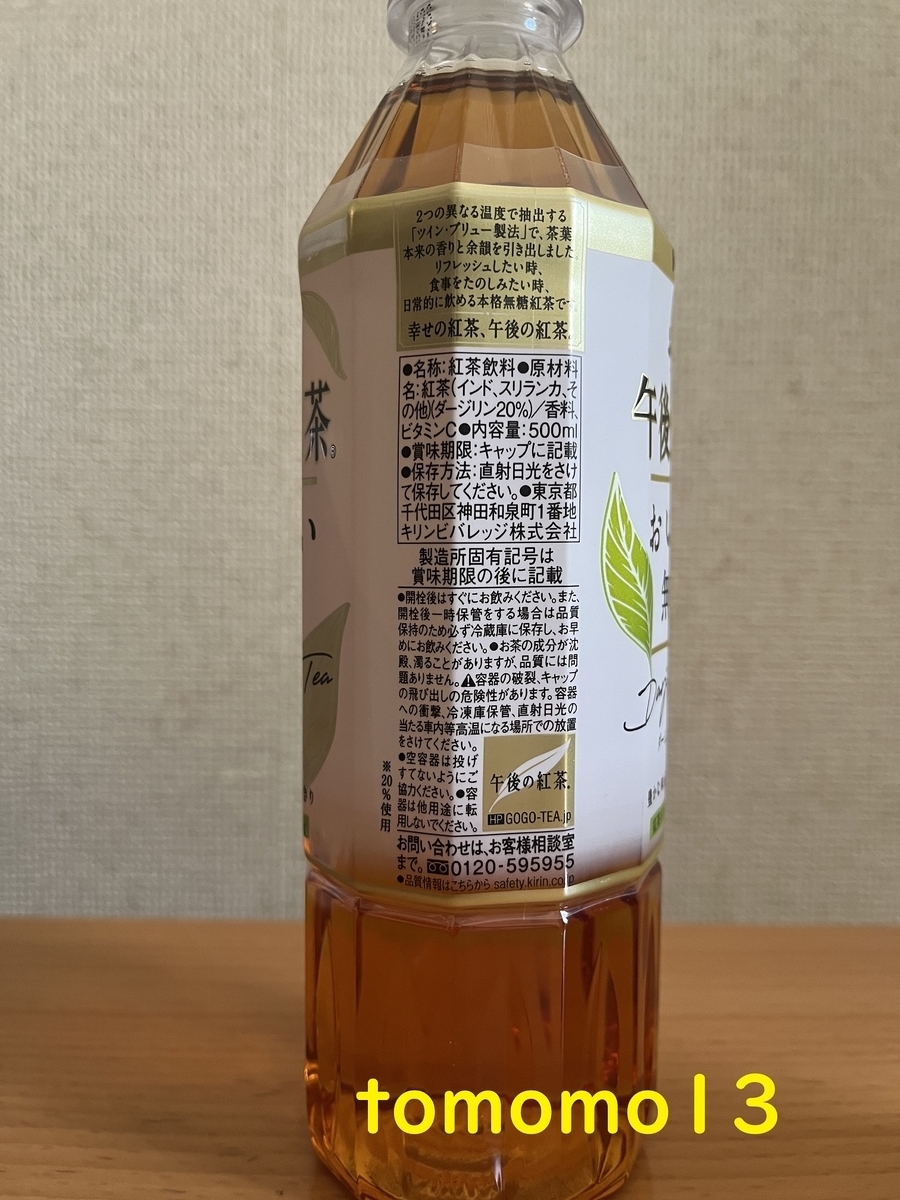 2つの異なる温度で抽出する
「ツイン・ブリュー製法」で、茶葉
本来の香りと余韻を引き出しました。
リフレッシュしたい時、
食事をたのしみたい時、
日常的に飲める本格無糖紅茶です。
幸せの紅茶、午後の紅茶。
●名称:紅茶飲料●原材料
名:紅茶(インド、スリランカ、そ
の他)(ダージリン20%)/香料、
ビタミンC●内容量:500ml
●賞味期限:キャップに記載
●保存方法:直射日光をさけ
て保存してください。●東京都
千代田区神田和泉町1番地
キリンビバレッジ株式会社
製造所固有記号は
賞味期限の後に記載
●開栓後はすぐにお飲みください。また、
開栓後一時保管をする場合は品質
保持のため必ず冷蔵庫に保存し、お早
めにお飲みください。●お茶の成分が沈
殿、濁ることがありますが、品質には問
題ありません。⚠容器の破裂、キャップ
の飛び出しの危険性があります。容器
への衝撃、冷凍庫保管、直射日光の
当たる車内等高温になる場所での放置
をさけてください。
●空容器は投げ
すてないようにご
協力ください。●容
器は他用途に転
用しないでください。
※20%使用
午後の紅茶®
HP GOGO-TEA.jp
お問い合わせは、お客様相談室
まで。0120-595955
●品質情報はこちらから safety.kirin.co.jp
茶®
い
Tea
午後
お
無
tomomo13